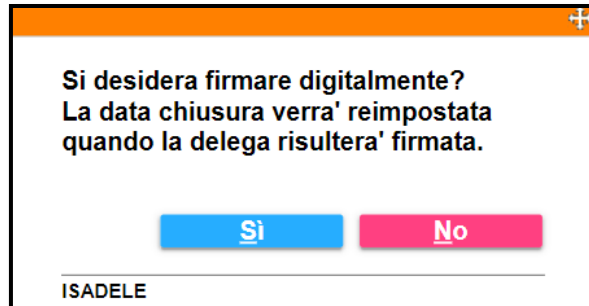 Si desidera firmare digitalmente?
La data chiusura verra' reimpostata
quando la delega risultera' firmata.
Sì
No
ISADELE